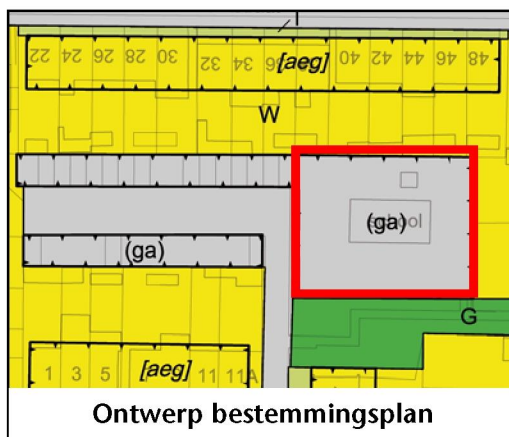 22 24 26 28 30 32 34 36 [aeg] 40 42 44 46 48
W
school
(ga)
(ga)
G
1 3 5 [aeg] 11 11A
Ontwerp bestemmingsplan